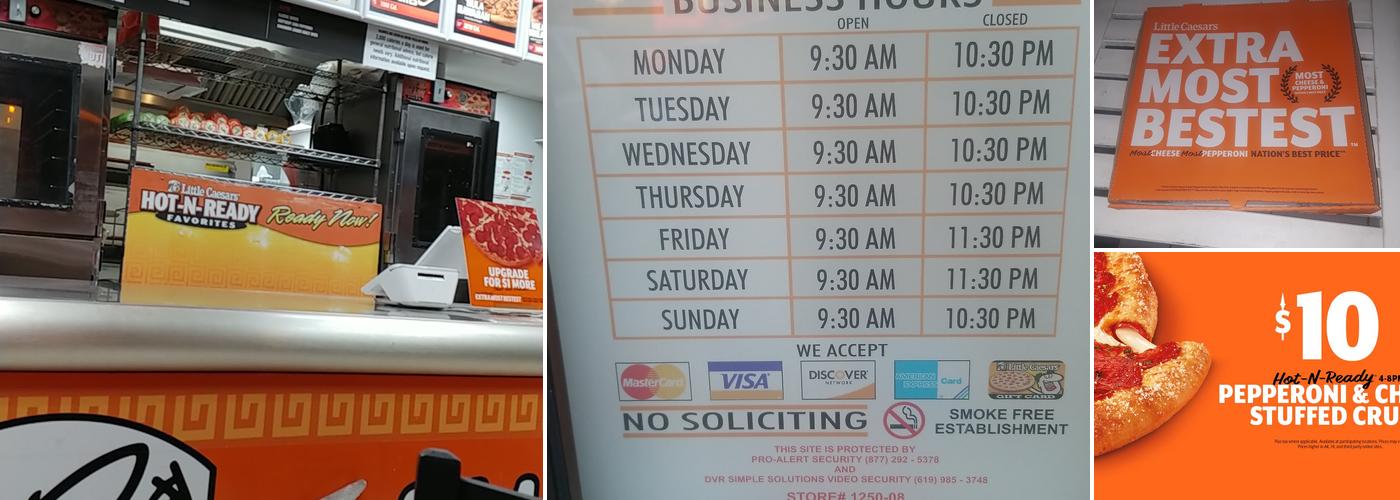 Little Caesars
HOT-N-READY
FAVORITES
Ready Now!
UPGRADE
FOR $1 MORE
EXTRAMOSTBESTEST
BUSINESS HOURS
OPEN CLOSED
MONDAY 9:30 AM 10:30 PM
TUESDAY 9:30 AM 10:30 PM
WEDNESDAY 9:30 AM 10:30 PM
THURSDAY 9:30 AM 10:30 PM
FRIDAY 9:30 AM 11:30 PM
SATURDAY 9:30 AM 11:30 PM
SUNDAY 9:30 AM 10:30 PM
WE ACCEPT
MasterCard VISA DISCOVER NETWORK AMERICAN EXPRESS Card Little Caesars GIFT CARD
NO SOLICITING
SMOKE FREE
ESTABLISHMENT
THIS SITE IS PROTECTED BY
PRO-ALERT SECURITY (877) 292 - 5378
AND
DVR SIMPLE SOLUTIONS VIDEO SECURITY (619) 985 - 3748
STORE# 1250-08
Little Caesars
EXTRA
MOST
BESTEST™
MOST
CHEESE &
PEPPERONI
Most CHEESE Most PEPPERONI NATION'S BEST PRICE™
$10
Hot-N-Ready 4-8P
PEPPERONI & CH
STUFFED CRU